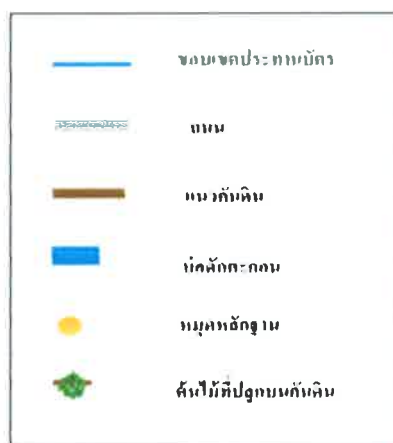 ขอบเขตประทานบัตร
ถนน
แนวคันดิน
บ่อดักตะกอน
หมุดหลักฐาน
ต้นไม้ที่ปลูกบนคันดิน